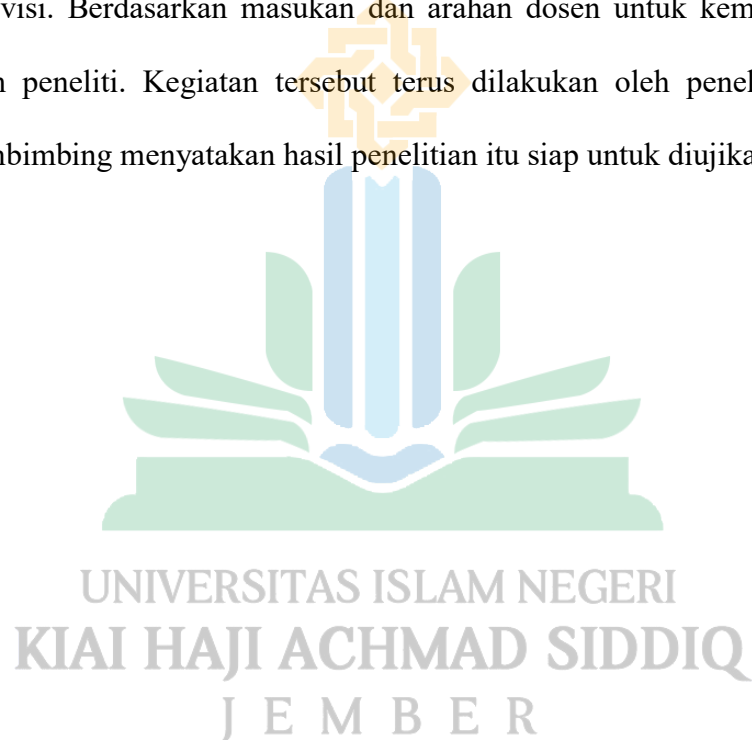 visi. Berdasarkan masukan dan arahan dosen untuk kem
peneliti. Kegiatan tersebut terus dilakukan oleh penel
nbimbing menyatakan hasil penelitian itu siap untuk diujika
UNIVERSITAS ISLAM NEGERI
KIAI HAJI ACHMAD SIDDIQ
JEMBER